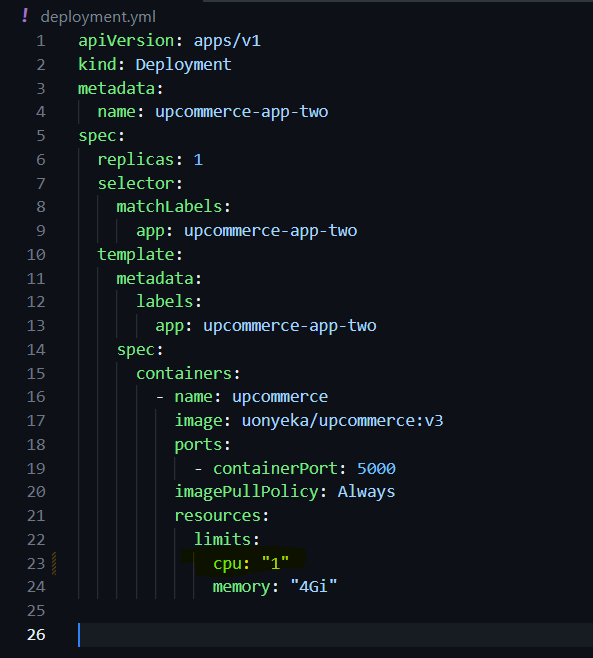 ! deployment.yml
1 apiVersion: apps/v1
2 kind: Deployment
3 metadata:
4   name: upcommerce-app-two
5 spec:
6   replicas: 1
7   selector:
8     matchLabels:
9       app: upcommerce-app-two
10   template:
11     metadata:
12       labels:
13         app: upcommerce-app-two
14     spec:
15       containers:
16         - name: upcommerce
17           image: uonyeka/upcommerce:v3
18           ports:
19             - containerPort: 5000
20           imagePullPolicy: Always
21           resources:
22             limits:
23               cpu: "1"
24               memory: "4Gi"
25
26